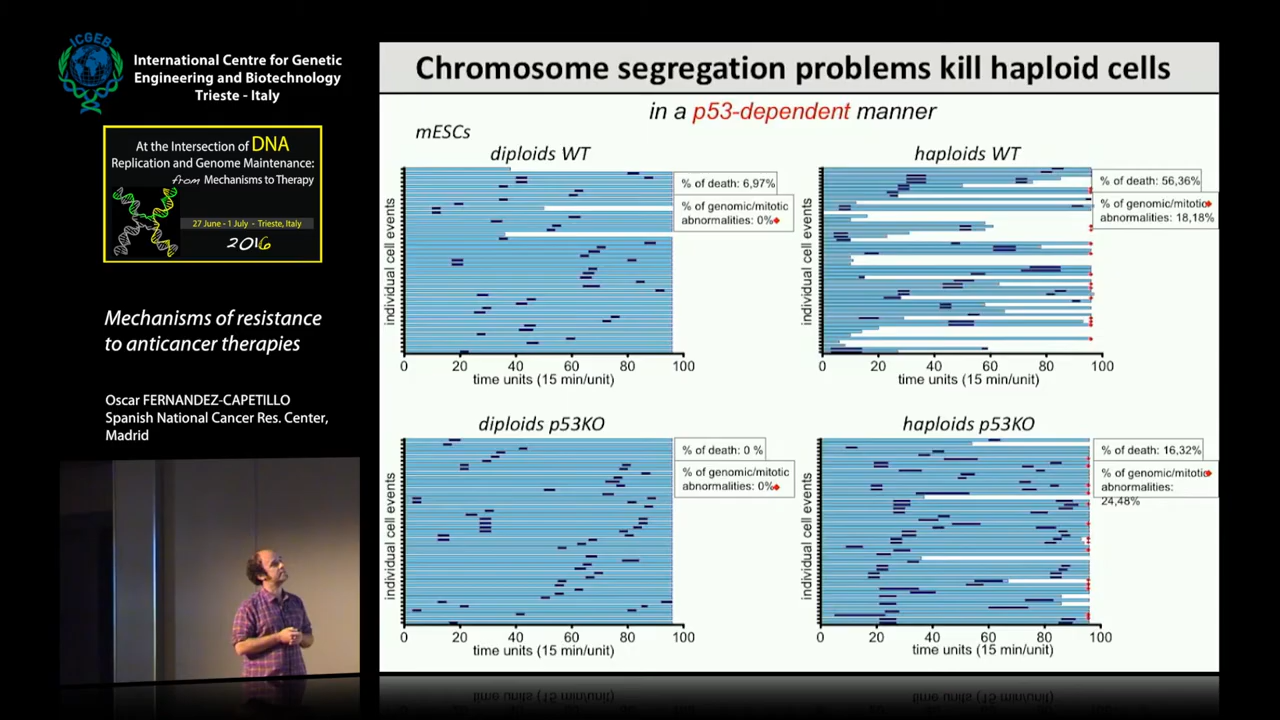 ICGEB
International Centre for Genetic
Engineering and Biotechnology
Trieste - Italy
At the Intersection of DNA
Replication and Genome Maintenance:
from Mechanisms to Therapy
27 June - 1 July - Trieste, Italy
2016
Mechanisms of resistance
to anticancer therapies
Oscar FERNANDEZ-CAPETILLO
Spanish National Cancer Res. Center,
Madrid
Chromosome segregation problems kill haploid cells
in a p53-dependent manner
mESCs
diploids WT
individual cell events
% of death: 6,97%
% of genomic/mitotic
abnormalities: 0%
0 20 40 60 80 100
time units (15 min/unit)
haploids WT
individual cell events
% of death: 56,36%
% of genomic/mitotic
abnormalities: 18,18%
0 20 40 60 80 100
time units (15 min/unit)
diploids p53KO
individual cell events
% of death: 0 %
% of genomic/mitotic
abnormalities: 0%
0 20 40 60 80 100
time units (15 min/unit)
haploids p53KO
individual cell events
% of death: 16,32%
% of genomic/mitotic
abnormalities:
24,48%
0 20 40 60 80 100
time units (15 min/unit)